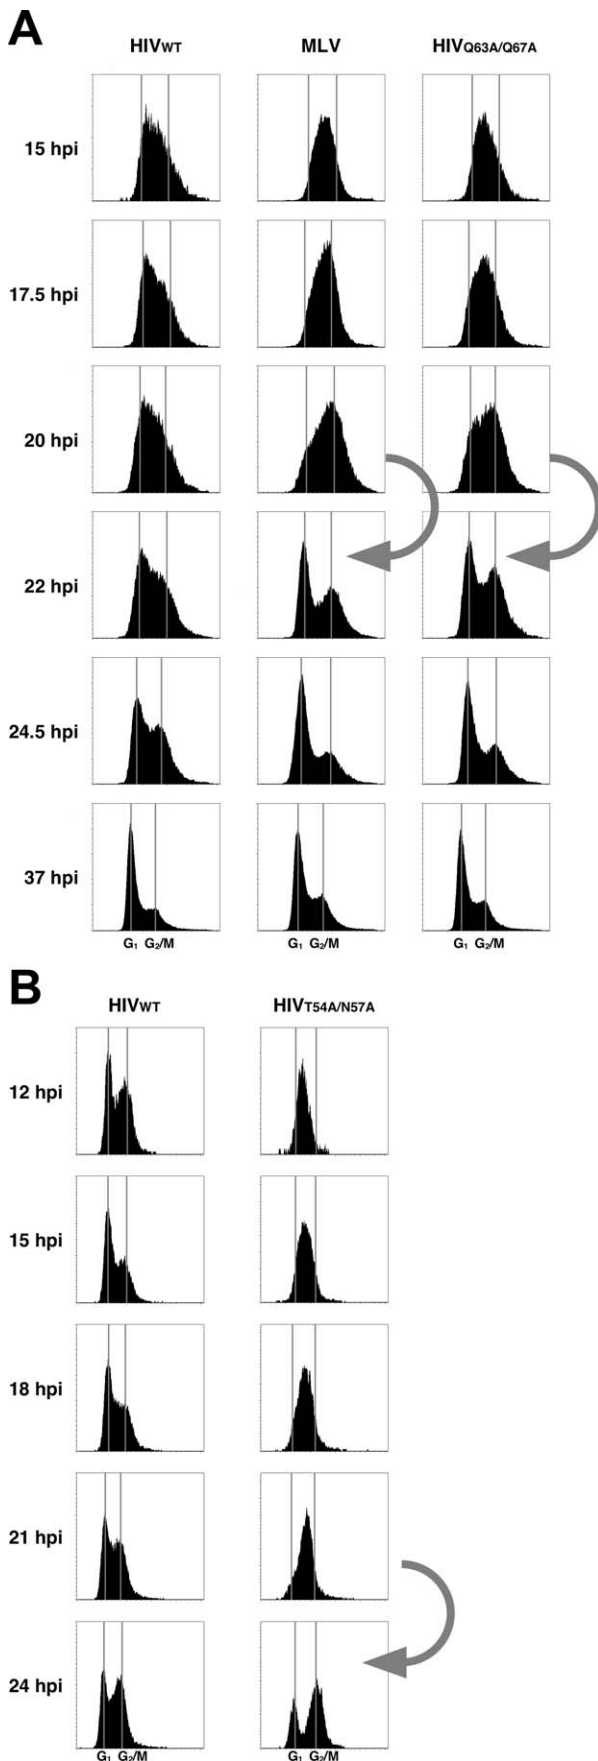 A
HIVWT MLV HIVQ63A/Q67A
15 hpi
17.5 hpi
20 hpi
22 hpi
24.5 hpi
37 hpi
G1 G2/M G1 G2/M G1 G2/M
B
HIVWT HIVT54A/N57A
12 hpi
15 hpi
18 hpi
21 hpi
24 hpi
G1 G2/M G1 G2/M